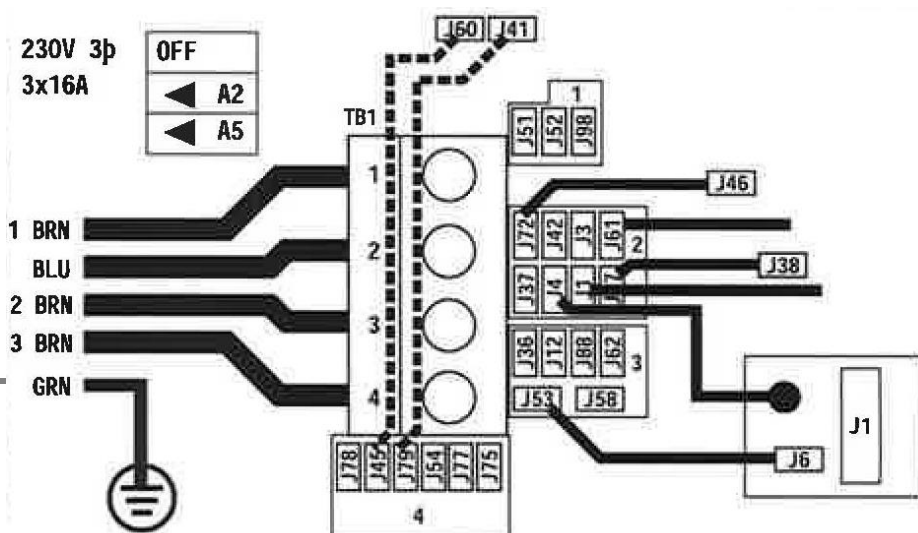 230V 3þ
3x16A
OFF
◄ A2
◄ A5
J60 J41
TB1
1
2
3
4
1 BRN
BLU
2 BRN
3 BRN
GRN
1
J51 J52 J98
J46
J72 J42 J3 J61
2
J37 J4 J1
J38
J36 J12 J88 J62
3
J53 J58
J1
J6
J78 J45 J79 J54 J77 J75
4